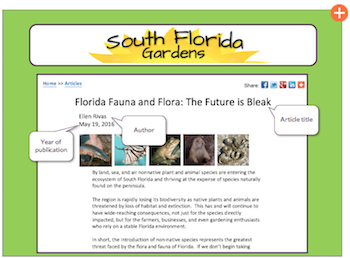 South Florida
Gardens
Home >> Articles
Share:
Florida Fauna and Flora: The Future is Bleak
Article title
Ellen Rivas
May 19, 2016
Author
Year of
publication
By land, sea, and air nonnative plant and animal species are entering the
ecosystem of South Florida and thriving at the expense of species naturally
found on the peninsula.
The region is rapidly losing its biodiversity as native plants and animals are
threatened by loss of habitat and extinction. This has and will continue to
have wide-reaching consequences, not just for the species directly
impacted, but for the farmers, businesses, and even gardening enthusiasts
who rely on a stable Florida environment.
In short, the introduction of non-native species represents the greatest
threat faced by the flora and fauna of Florida. If we don't begin taking